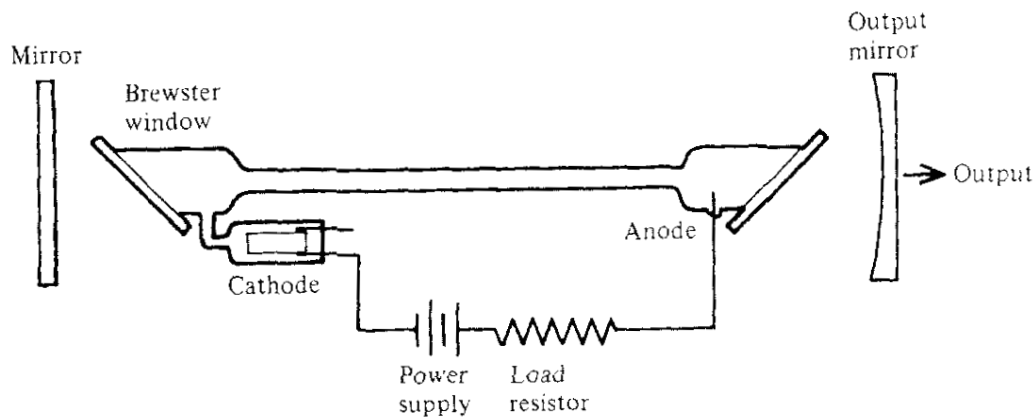 Mirror
Brewster
window
Output
mirror
Output
Anode
Cathode
Power
supply
Load
resistor